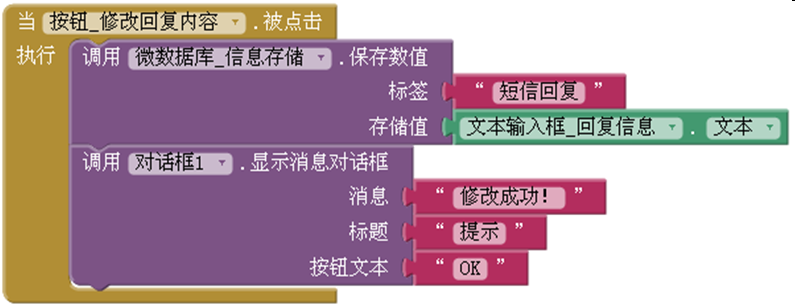 当 按钮_修改回复内容 .被点击
执行 调用 微数据库_信息存储 .保存数值
标签 “短信回复”
存储值 文本输入框_回复信息 . 文本
调用 对话框1 .显示消息对话框
消息 “修改成功！”
标题 “提示”
按钮文本 “OK”